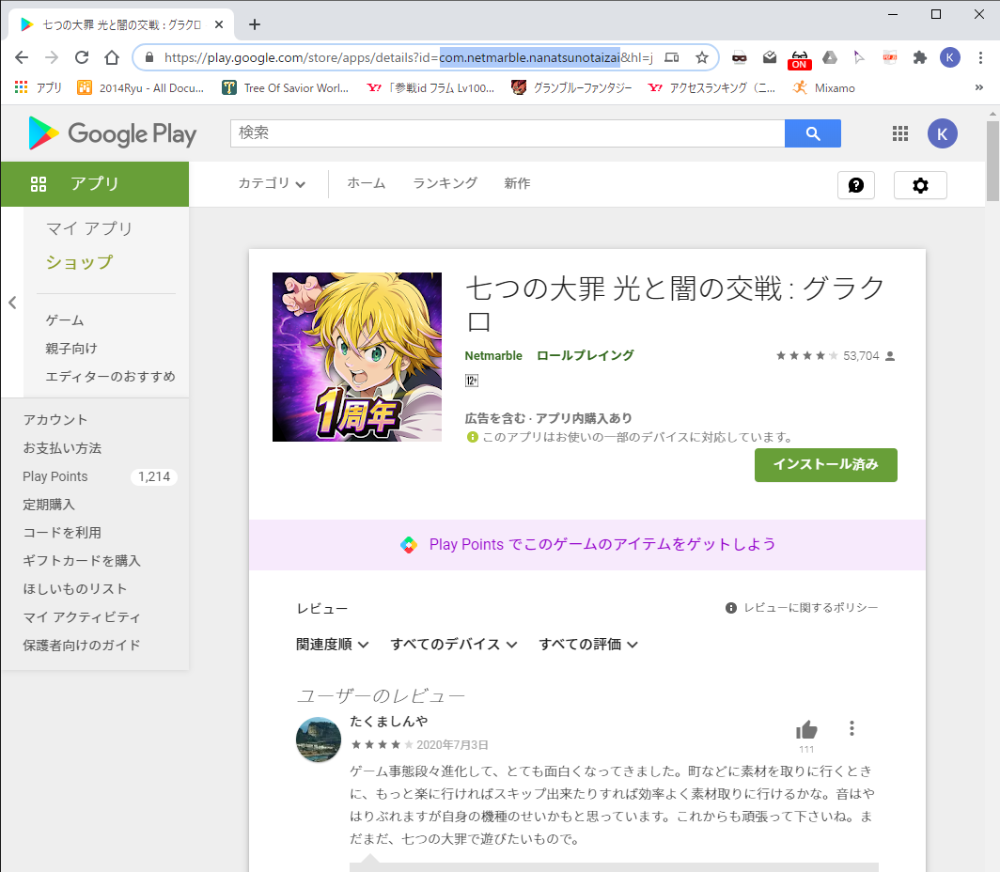 七つの大罪 光と闇の交戦 : グラクロ
https://play.google.com/store/apps/details?id=com.netmarble.nanatsunotaizai&hl=j
ON
K
アプリ
2014Ryu - All Docu...
Tree Of Savior Worl...
「参戦id フラム Lv100...
グランブルーファンタジー
アクセスランキング（ニ...
Mixamo
»
Google Play
検索
K
アプリ
カテゴリ
ホーム
ランキング
新作
マイ アプリ
ショップ
ゲーム
親子向け
エディターのおすすめ
アカウント
お支払い方法
Play Points 1,214
定期購入
コードを利用
ギフトカードを購入
ほしいものリスト
マイ アクティビティ
保護者向けのガイド
1周年
七つの大罪 光と闇の交戦 : グラク
ロ
Netmarble ロールプレイング
53,704
12+
広告を含む · アプリ内購入あり
このアプリはお使いの一部のデバイスに対応しています。
インストール済み
Play Points でこのゲームのアイテムをゲットしよう
レビュー
レビューに関するポリシー
関連度順 すべてのデバイス すべての評価
ユーザーのレビュー
たくましんや
2020年7月3日
111
ゲーム事態段々進化して、とても面白くなってきました。町などに素材を取りに行くとき
に、もっと楽に行ければスキップ出来たりすれば効率よく素材取りに行けるかな。音はや
はりぶれますが自身の機種のせいかもと思っています。これからも頑張って下さいね。ま
だまだ、七つの大罪で遊びたいもので。